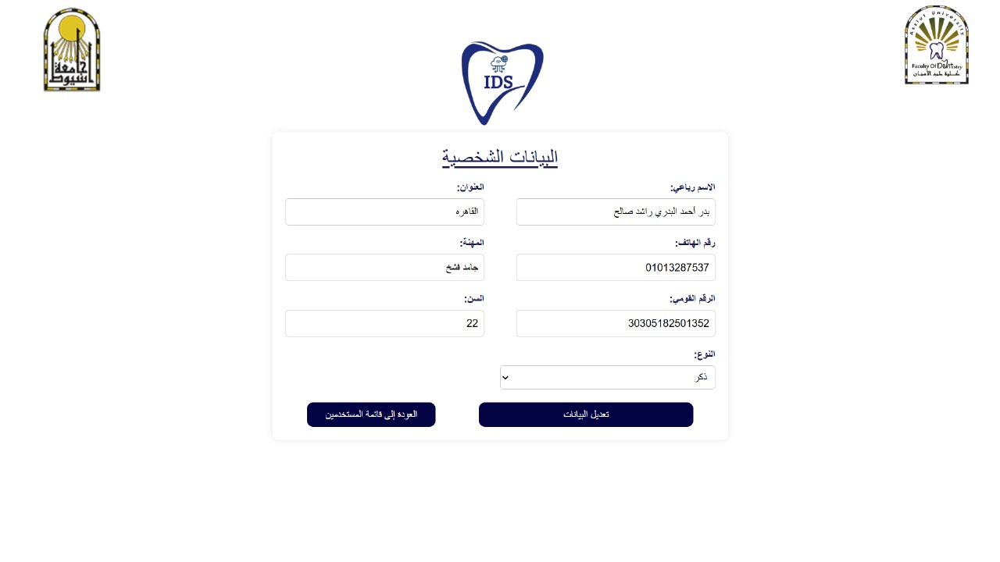 جامعة
اسيوط
Assiut University
Faculty Of Dentistry
كلية طب الأسنان
IDS
البيانات الشخصية
الاسم رباعي:
العنوان:
بدر أحمد البدري راشد صالح
القاهره
رقم الهاتف:
المهنة:
01013287537
جامد فشخ
الرقم القومي:
السن:
30305182501352
22
النوع:
ذكر
تعديل البيانات
العودة إلى قائمة المستخدمين